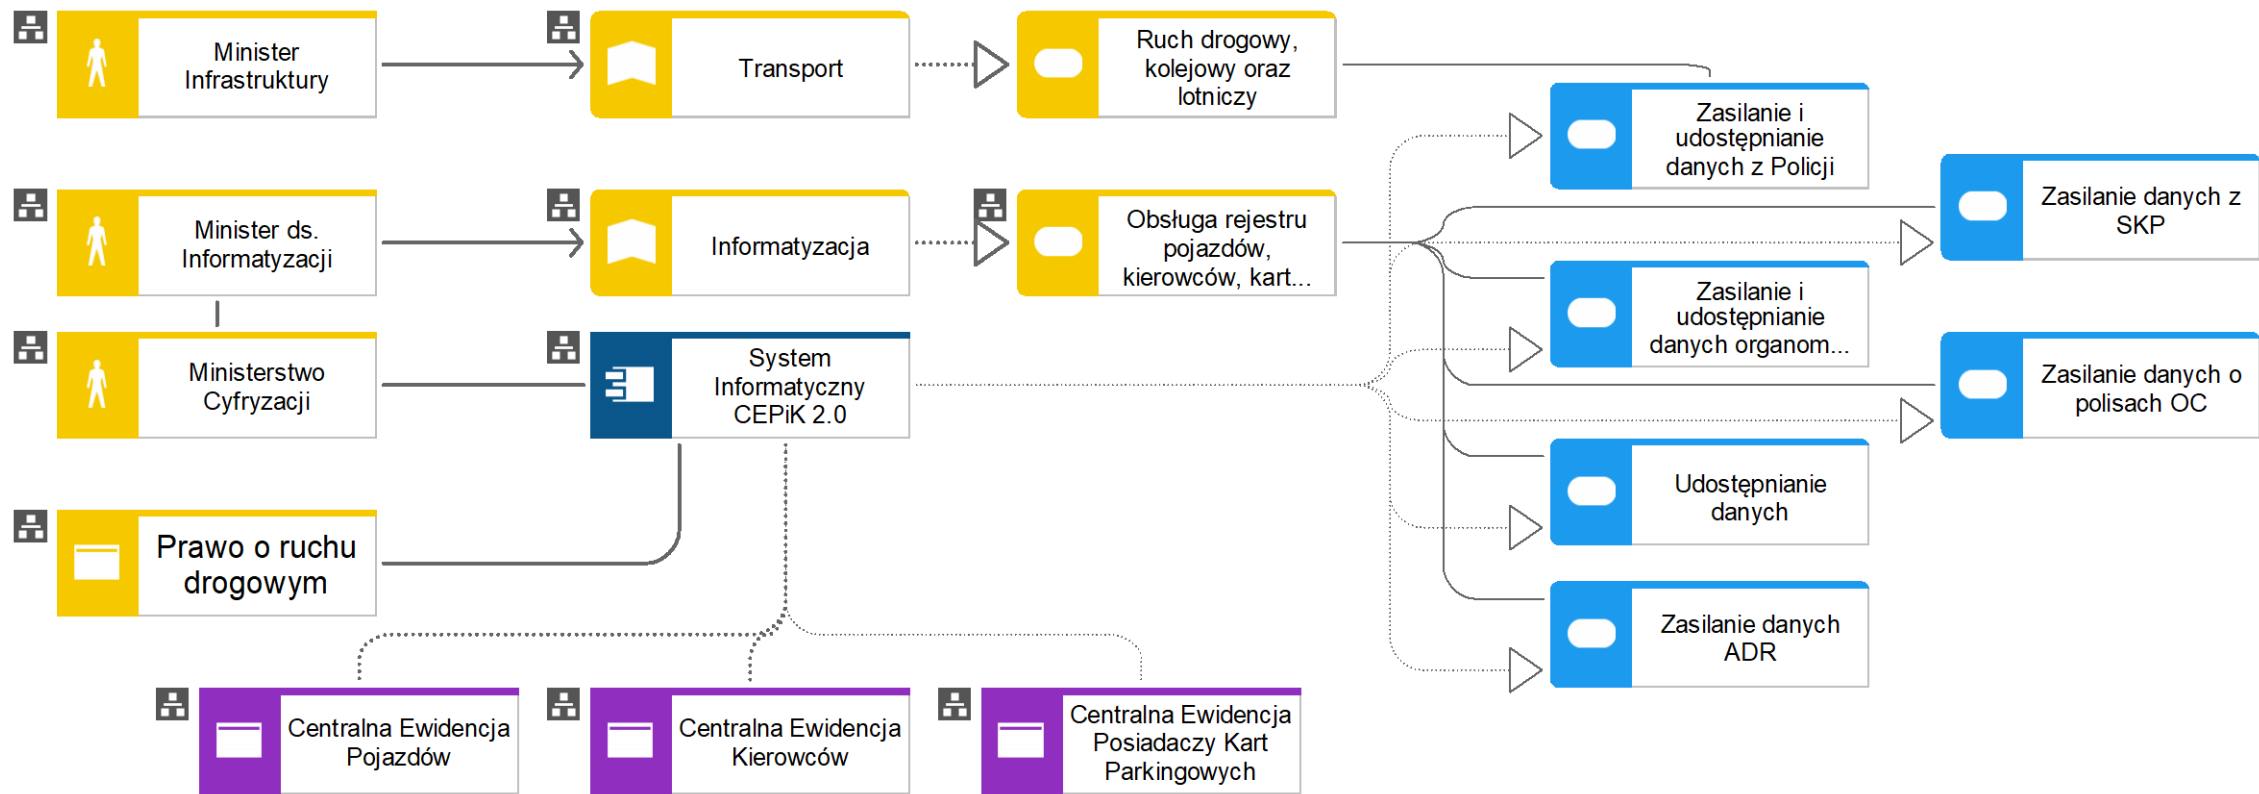 Minister
Infrastruktury
Transport
Ruch drogowy,
kolejowy oraz
lotniczy
Zasilanie i
udostępnianie
danych z Policji
Zasilanie danych z
SKP
Minister ds.
Informatyzacji
Informatyzacja
Obsługa rejestru
pojazdów,
kierowców, kart...
Zasilanie i
udostępnianie
danych organom...
Ministerstwo
Cyfryzacji
System
Informatyczny
CEPiK 2.0
Zasilanie danych o
polisach OC
Udostępnianie
danych
Prawo o ruchu
drogowym
Zasilanie danych
ADR
Centralna Ewidencja
Pojazdów
Centralna Ewidencja
Kierowców
Centralna Ewidencja
Posiadaczy Kart
Parkingowych